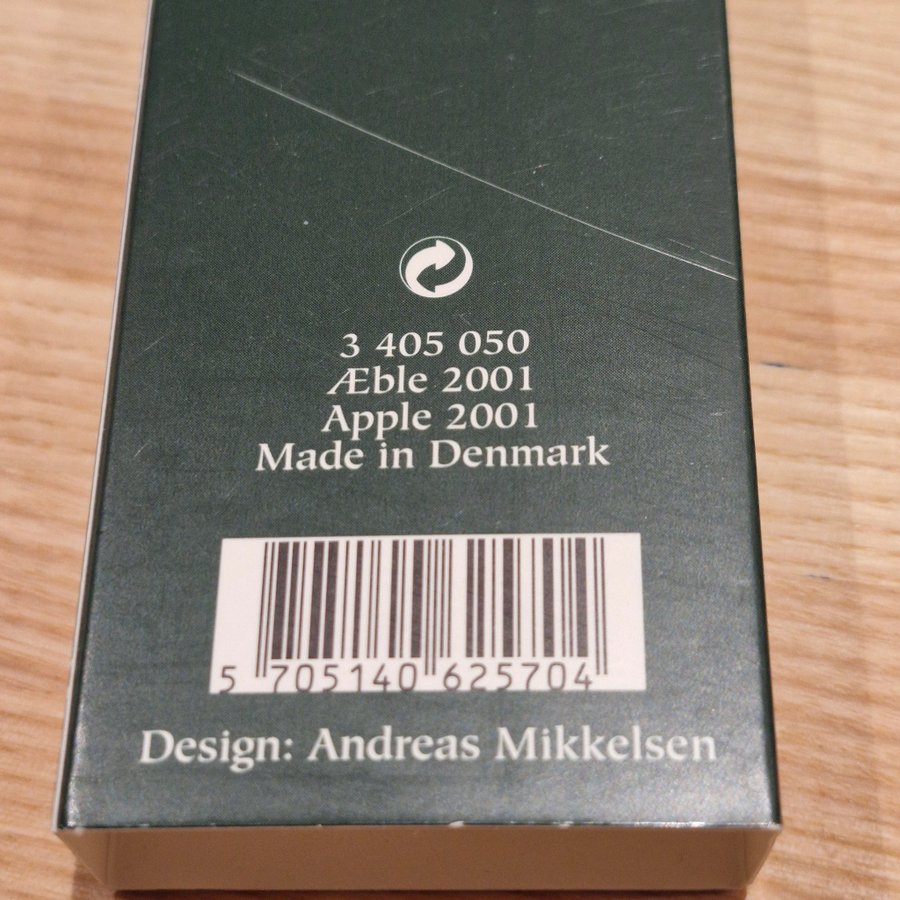 3 405 050
Æble 2001
Apple 2001
Made in Denmark
5 705140 625704
Design: Andreas Mikkelsen